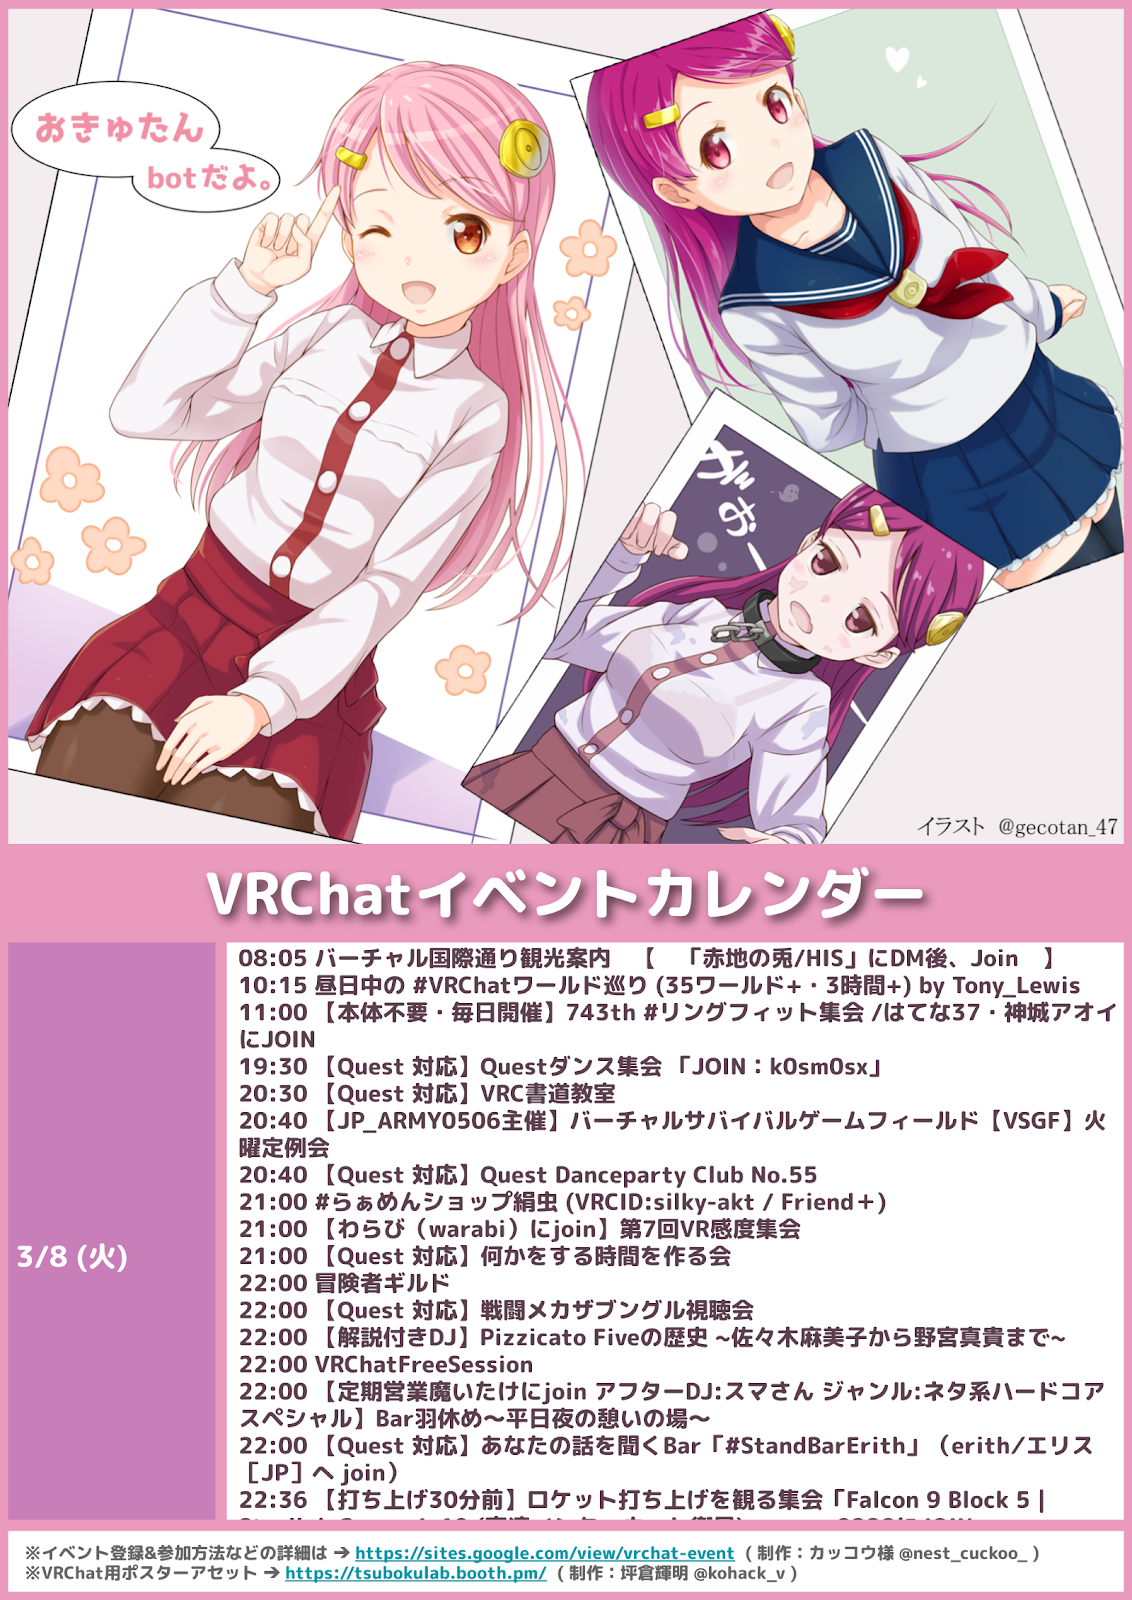 おきゅたん
botだよ。
がおー
イラスト @gecotan_47
VRChatイベントカレンダー
3/8 (火)
08:05 バーチャル国際通り観光案内 【 「赤地の兎/HIS」にDM後、Join 】
10:15 昼日中の #VRChatワールド巡り (35ワールド+・3時間+) by Tony_Lewis
11:00 【本体不要・毎日開催】743th #リングフィット集会 /はてな37・神城アオイ
にJOIN
19:30 【Quest 対応】Questダンス集会 「JOIN：k0sm0sx」
20:30 【Quest 対応】VRC書道教室
20:40 【JP_ARMY0506主催】バーチャルサバイバルゲームフィールド【VSGF】火
曜定例会
20:40 【Quest 対応】Quest Danceparty Club No.55
21:00 #らぁめんショップ絹虫 (VRCID:silky-akt / Friend＋)
21:00 【わらび（warabi）にjoin】第7回VR感度集会
21:00 【Quest 対応】何かをする時間を作る会
22:00 冒険者ギルド
22:00 【Quest 対応】戦闘メカザブングル視聴会
22:00 【解説付きDJ】Pizzicato Fiveの歴史 ~佐々木麻美子から野宮真貴まで~
22:00 VRChatFreeSession
22:00 【定期営業魔いたけにjoin アフターDJ:スマさん ジャンル:ネタ系ハードコア
スペシャル】Bar羽休め～平日夜の憩いの場～
22:00 【Quest 対応】あなたの話を聞くBar「#StandBarErith」（erith/エリス
［JP］へ join）
22:36 【打ち上げ30分前】ロケット打ち上げを観る集会「Falcon 9 Block 5 |
※イベント登録&参加方法などの詳細は → https://sites.google.com/view/vrchat-event ( 制作：カッコウ様 @nest_cuckoo_ )
※VRChat用ポスターアセット → https://tsubokulab.booth.pm/ ( 制作：坪倉輝明 @kohack_v )